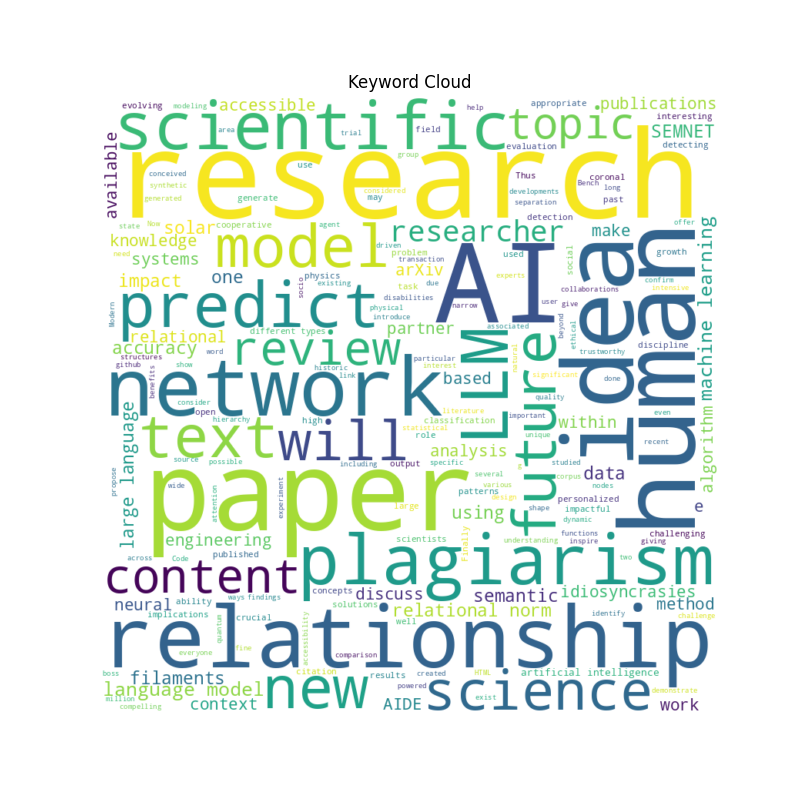 Keyword Cloud
evolving
modeling
accessible
help
appropriate
publications
scientific
topic
interesting
area
trial
field
evaluation
SEMNET
detecting
available
research
group
conceived
synthetic
generated
use
generate
considered
may
Thus
Bench
coronal
long
past
developments
separation
detection
state
Now
solar
cooperative
agent
researcher
make
offer
knowledge
need
model
driven
problem
used
social
growth
systems
transaction
AI
idea
human
machine learning
impact
one
physics
existing
socio
arXiv
task
due
experts
user
collaborations
give
confirm
intensive
disabilities
narrow
predict
physical
introduce
Modern
relational
different types
partner
associated
beyond
ethical
discipline
accuracy
word
review
particular
interest
LLM
natural
future
trustworthy
structures
github
show
benefits
historic
link
network
based
significant
done
quality
consider
open
hierarchy
high
literature
classification
statistical
important
unique
within
even
recent
algorithm
large language
text
will
role
analysis
source
possible
including
output
specific
several
various
studied
corpus
data
nodes
propose
wide
attention
experiment
paper
large
patterns
design
shape
personalized
impactful
dynamic
e
using
functions
inspire
giving
challenging
engineering
scientists
Finally
understanding
two
across
Code
published
plagiarism
content
concepts
discuss
semantic
idiosyncrasies
neural
ability
ways
findings
solutions
relational norm
identify
method
implications
crucial
quantum
accessibility
well
challenge
relationship
everyone
fine
comparison
boss
filaments
citation
results
HTML
artificial intelligence
million
language model
new
created
powered
science
exist
demonstrate
compelling
context
AIDE
work